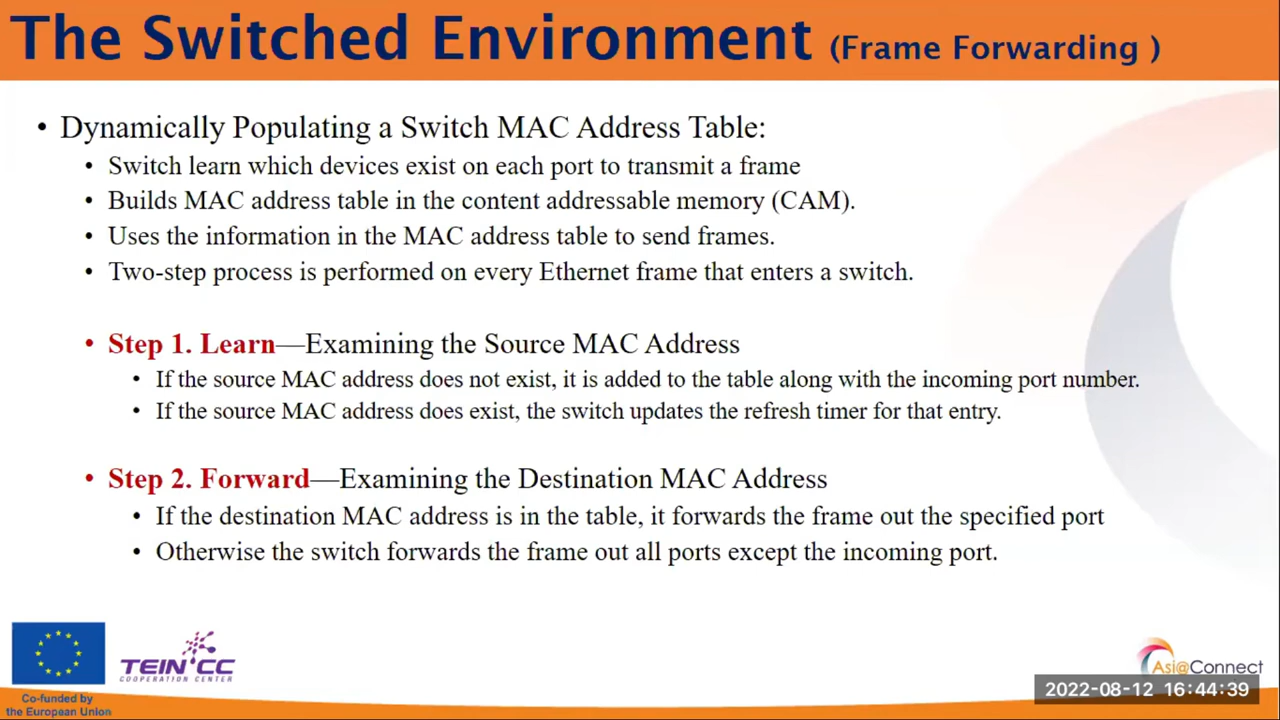 The Switched Environment (Frame Forwarding )
• Dynamically Populating a Switch MAC Address Table:
• Switch learn which devices exist on each port to transmit a frame
• Builds MAC address table in the content addressable memory (CAM).
• Uses the information in the MAC address table to send frames.
• Two-step process is performed on every Ethernet frame that enters a switch.
• Step 1. Learn—Examining the Source MAC Address
• If the source MAC address does not exist, it is added to the table along with the incoming port number.
• If the source MAC address does exist, the switch updates the refresh timer for that entry.
• Step 2. Forward—Examining the Destination MAC Address
• If the destination MAC address is in the table, it forwards the frame out the specified port
• Otherwise the switch forwards the frame out all ports except the incoming port.
TEIN*CC
COOPERATION CENTER
Asi@Connect
2022-08-12 16:44:39
Co-funded by
the European Union